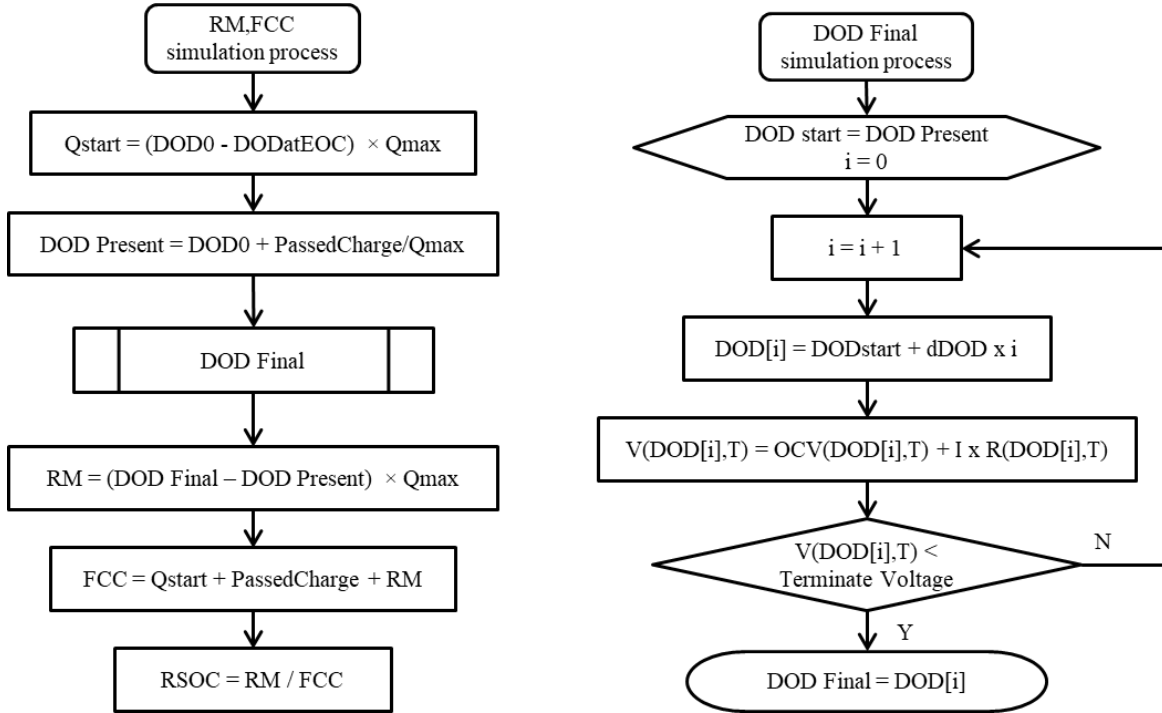 RM,FCC
simulation process
Qstart = (DOD0 - DODatEOC) × Qmax
DOD Present = DOD0 + PassedCharge/Qmax
DOD Final
RM = (DOD Final – DOD Present) × Qmax
FCC = Qstart + PassedCharge + RM
RSOC = RM / FCC
DOD Final
simulation process
DOD start = DOD Present
i = 0
i = i + 1
DOD[i] = DODstart + dDOD x i
V(DOD[i],T) = OCV(DOD[i],T) + I x R(DOD[i],T)
V(DOD[i],T) <
Terminate Voltage
N
Y
DOD Final = DOD[i]